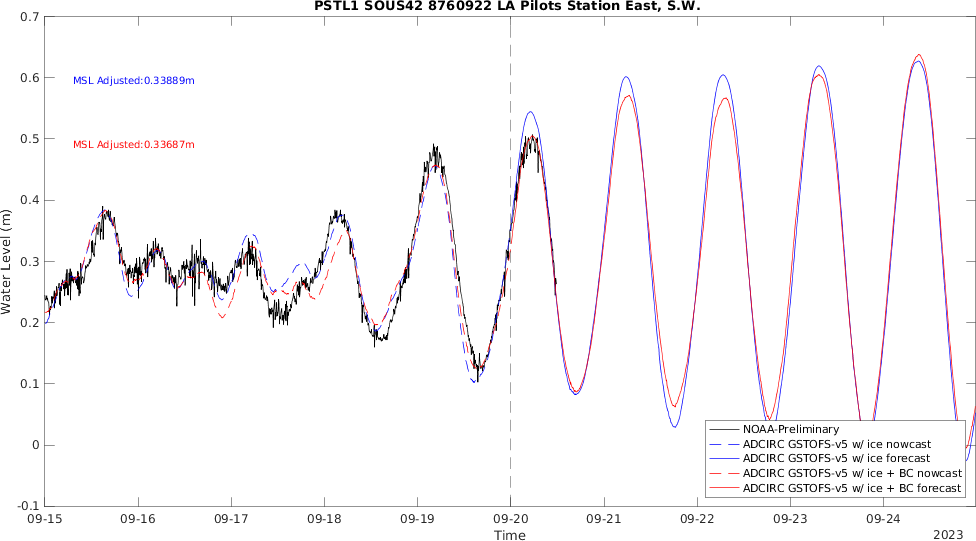 PSTL1 SOUS42 8760922 LA Pilots Station East, S.W.
0.7
0.6
0.5
0.4
0.3
0.2
0.1
0
-0.1
Water Level (m)
MSL Adjusted:0.33889m
MSL Adjusted:0.33687m
NOAA-Preliminary
ADCIRC GSTOFS-v5 w/ ice nowcast
ADCIRC GSTOFS-v5 w/ ice forecast
ADCIRC GSTOFS-v5 w/ ice + BC nowcast
ADCIRC GSTOFS-v5 w/ ice + BC forecast
09-15 09-16 09-17 09-18 09-19 09-20 09-21 09-22 09-23 09-24
Time
2023